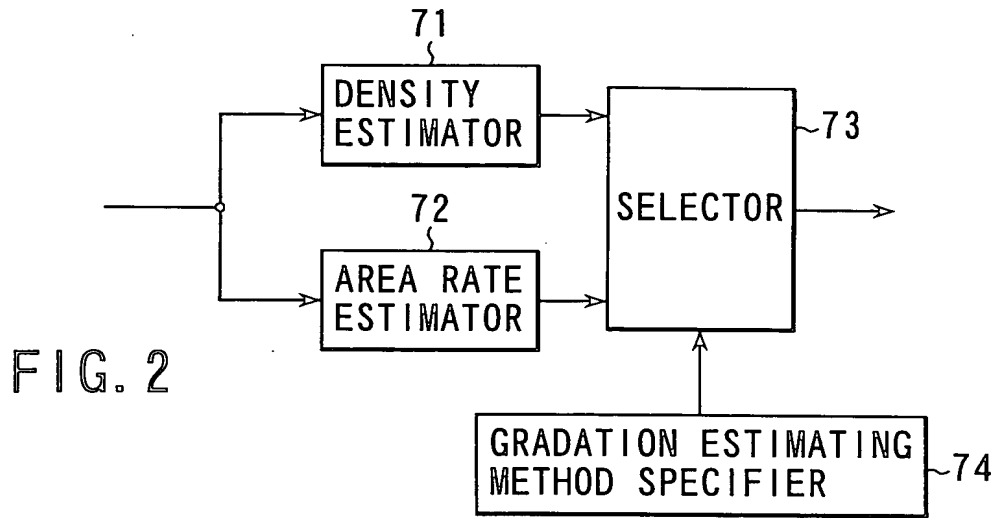 71
DENSITY
ESTIMATOR
73
SELECTOR
72
AREA RATE
ESTIMATOR
FIG. 2
GRADATION ESTIMATING
METHOD SPECIFIER
74